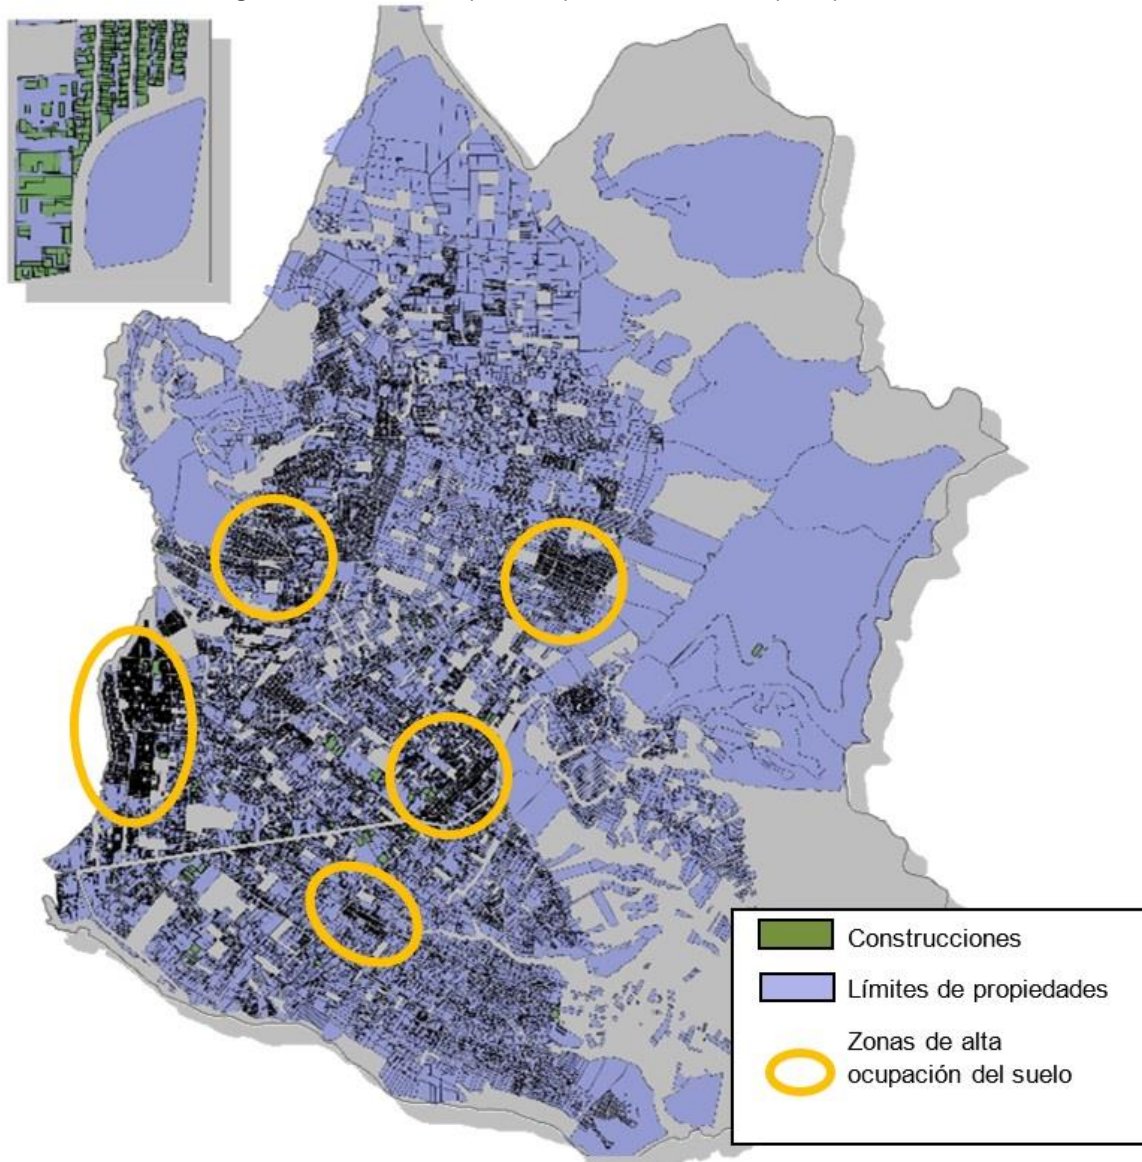 Construcciones
Límites de propiedades
Zonas de alta
ocupación del suelo